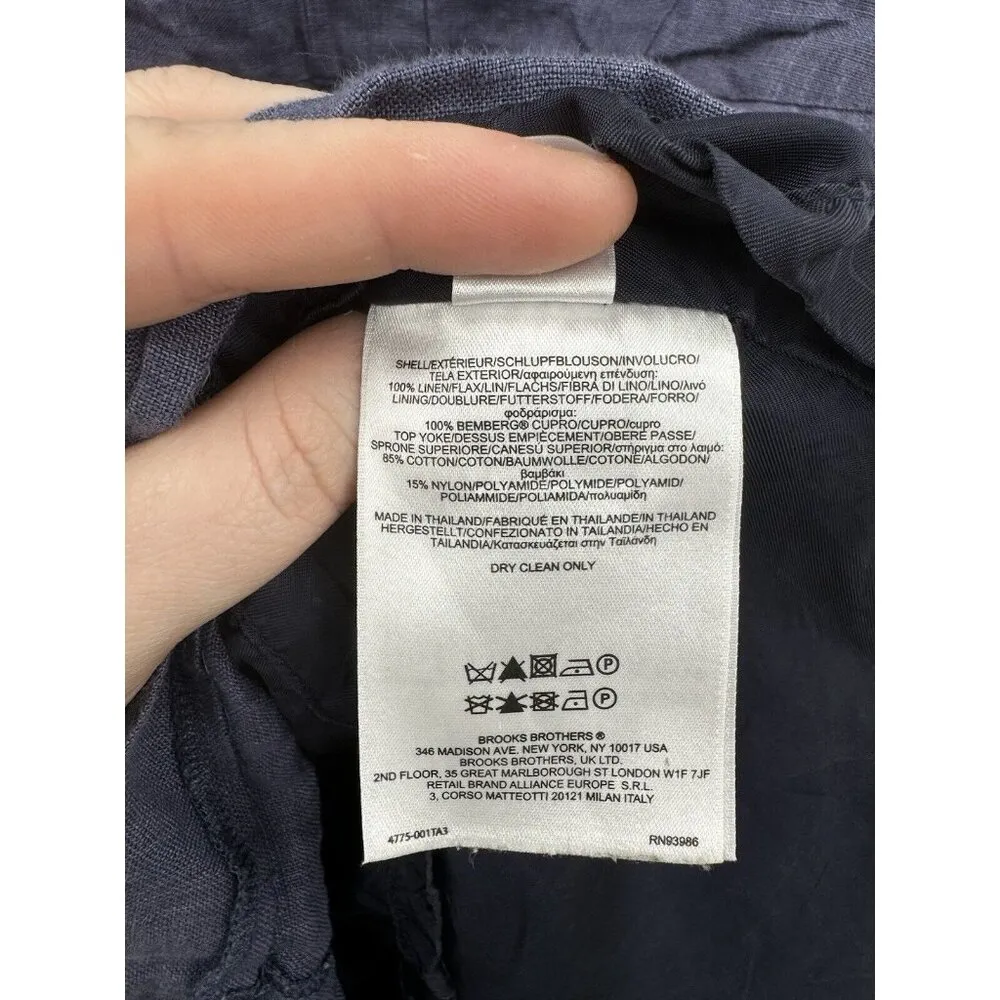 SHELL/EXTÉRIEUR/SCHLUPFBLOUSON/INVOLUCRO/
TELA EXTERIOR/αφαιρούμενη επένδυση:
100% LINEN/FLAX/LIN/FLACHS/FIBRA DI LINO/LINO/λινό
LINING/DOUBLURE/FUTTERSTOFF/FODERA/FORRO/
φοδράρισμα:
100% BEMBERG® CUPRO/CUPRO/cupro
TOP YOKE/DESSUS EMPIÈCEMENT/OBERE PASSE/
SPRONE SUPERIORE/CANESÚ SUPERIOR/στήριγμα στο λαιμό:
85% COTTON/COTON/BAUMWOLLE/COTONE/ALGODON/
βαμβάκι
15% NYLON/POLYAMIDE/POLYMIDE/POLYAMID/
POLIAMMIDE/POLIAMIDA/πολυαμίδη
MADE IN THAILAND/FABRIQUÉ EN THAILANDE/IN THAILAND
HERGESTELLT/CONFEZIONATO IN TAILANDIA/HECHO EN
TAILANDIA/Κατασκευάζεται στην Ταϊλάνδη
DRY CLEAN ONLY
P
P
BROOKS BROTHERS ®
346 MADISON AVE. NEW YORK, NY 10017 USA
BROOKS BROTHERS, UK LTD.
2ND FLOOR, 35 GREAT MARLBOROUGH ST LONDON W1F 7JF
RETAIL BRAND ALLIANCE EUROPE S.R.L.
3, CORSO MATTEOTTI 20121 MILAN ITALY
4775-001TA3 RN93986